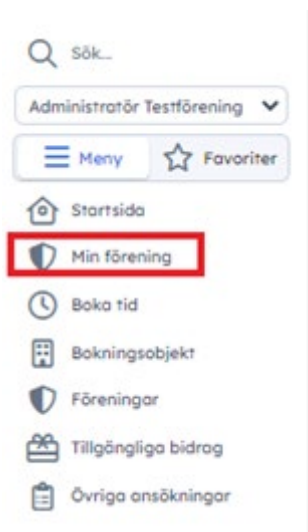 Sök...
Administratör Testförening
Meny Favoriter
Startsida
Min förening
Boka tid
Bokningsobjekt
Föreningar
Tillgängliga bidrag
Övriga ansökningar